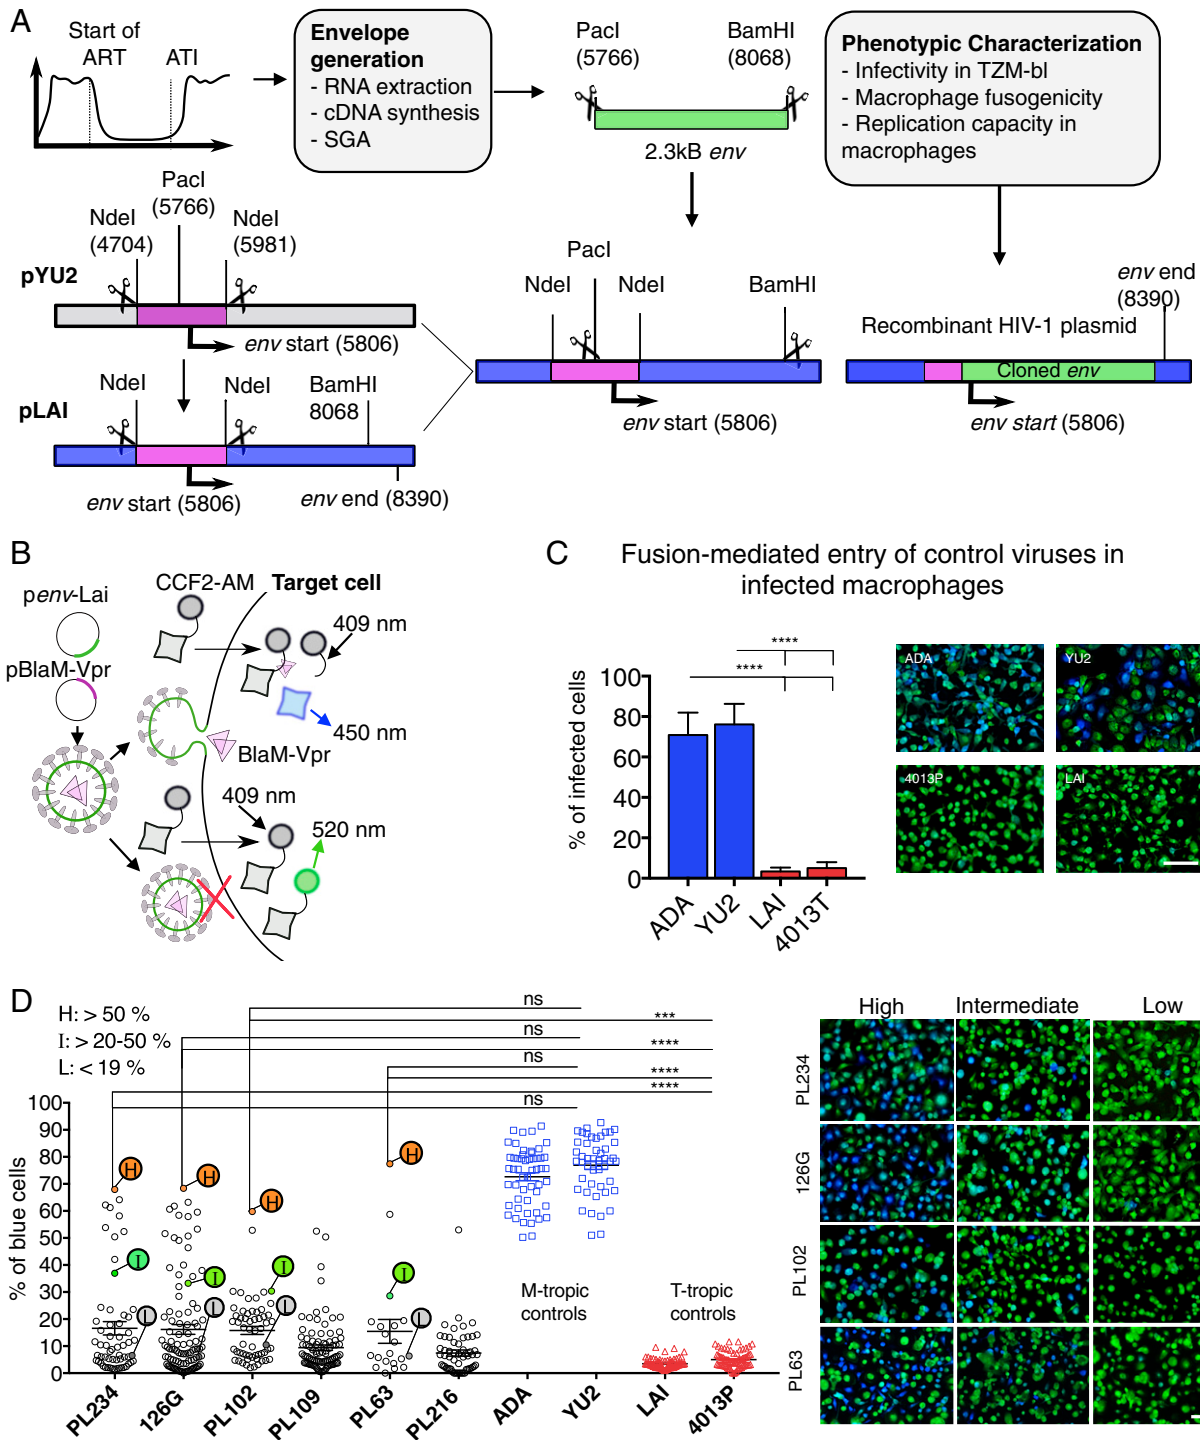 A
Start of
ART
ATI
Envelope
generation
- RNA extraction
- cDNA synthesis
- SGA
PacI
(5766)
BamHI
(8068)
2.3kB env
Phenotypic Characterization
- Infectivity in TZM-bl
- Macrophage fusogenicity
- Replication capacity in
macrophages
PacI
(5766)
NdeI
(4704)
NdeI
(5981)
pYU2
env start (5806)
NdeI
NdeI
BamHI
8068
pLAI
env start (5806)
env end (8390)
PacI
NdeI
NdeI
BamHI
env start (5806)
env end
(8390)
Recombinant HIV-1 plasmid
Cloned env
env start (5806)
B
penv-Lai
pBlaM-Vpr
CCF2-AM
Target cell
409 nm
450 nm
BlaM-Vpr
409 nm
520 nm
C
Fusion-mediated entry of control viruses in
infected macrophages
% of infected cells
100
80
60
40
20
0
****
****
ADA
YU2
LAI
4013T
ADA
YU2
4013P
LAI
D
H: > 50 %
I: > 20-50 %
L: < 19 %
ns
***
ns
****
ns
****
****
ns
% of blue cells
100
90
80
70
60
50
40
30
20
10
0
H
H
H
H
I
I
I
I
L
L
L
L
M-tropic
controls
T-tropic
controls
PL234
126G
PL102
PL109
PL63
PL216
ADA
YU2
LAI
4013P
High
Intermediate
Low
PL234
126G
PL102
PL63